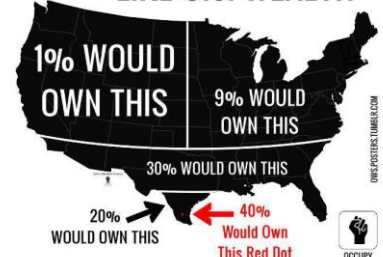 1% WOULD
OWN THIS
9% WOULD
OWN THIS
30% WOULD OWN THIS
20%
WOULD OWN THIS
40%
Would Own
This Red Dot
OWS.POSTERS.TUMBLR.COM
OCCUPY